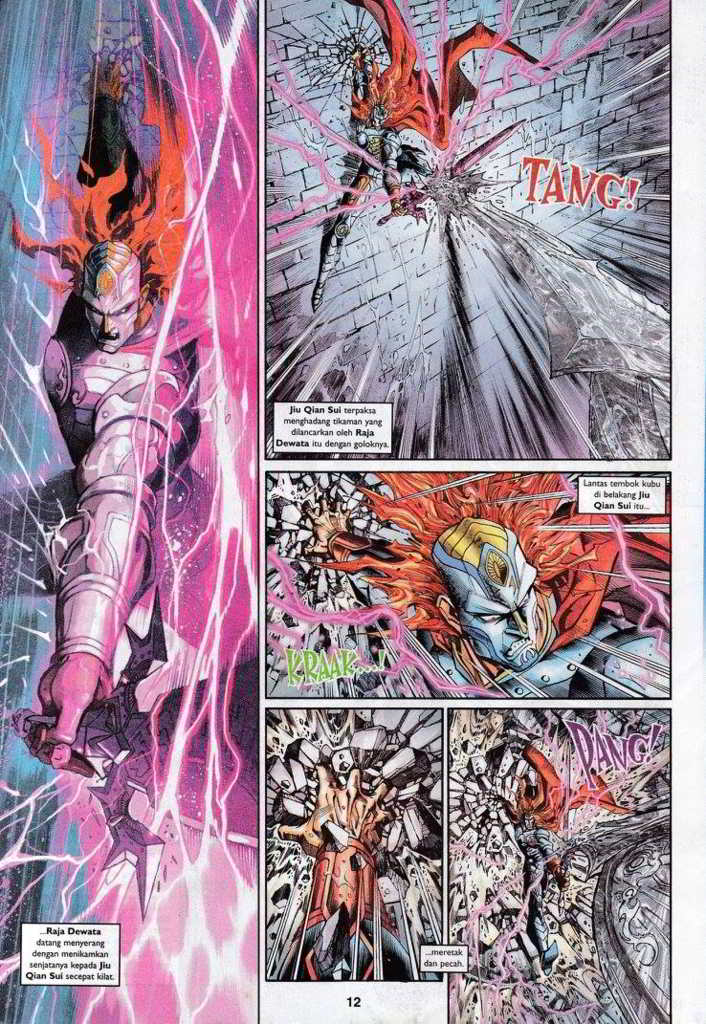 ...Raja Dewata
datang menyerang
dengan menikamkan
senjatanya kepada Jiu
Qian Sui secepat kilat.
TANG!
Jiu Qian Sui terpaksa
menghadang tikaman yang
dilancarkan oleh Raja
Dewata itu dengan goloknya.
Lantas tembok kubu
di belakang Jiu
Qian Sui itu...
KRAAK...!
...meretak
dan pecah.
PANG!
12